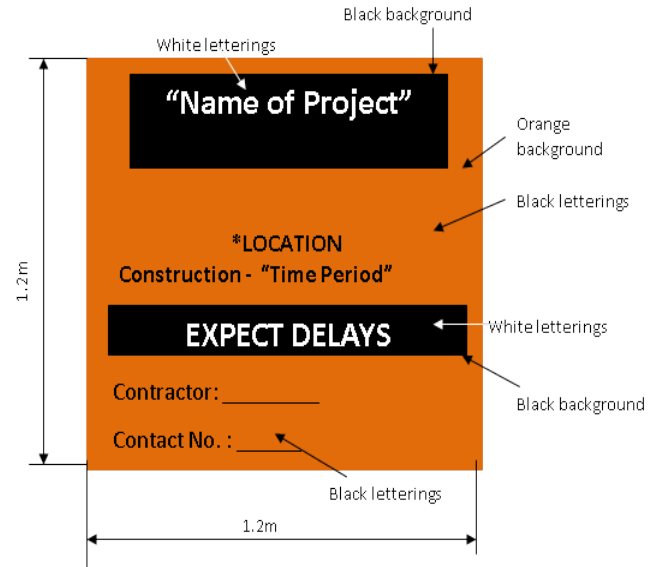 Black background
White letterings
“Name of Project”
Orange
background
Black letterings
*LOCATION
Construction - “Time Period”
1.2m
EXPECT DELAYS
White letterings
Contractor: __________
Black background
Contact No. : ______
Black letterings
1.2m